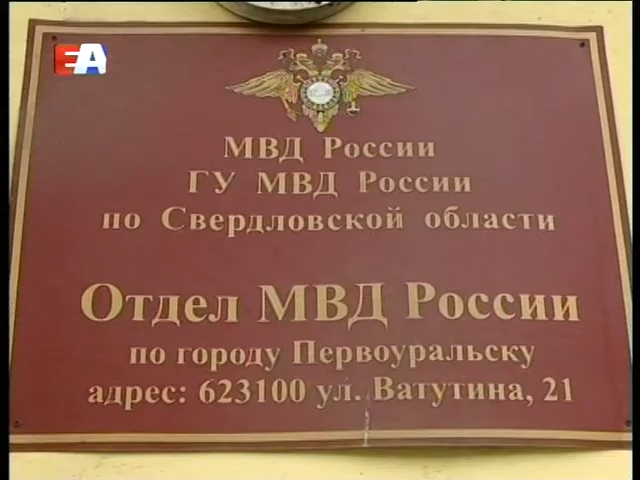 ЕА
МВД России
ГУ МВД России
по Свердловской области
Отдел МВД России
по городу Первоуральску
адрес: 623100 ул. Ватутина, 21